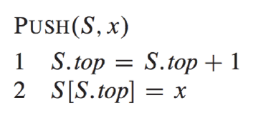 PUSH(S, x)
1 S.top = S.top + 1
2 S[S.top] = x